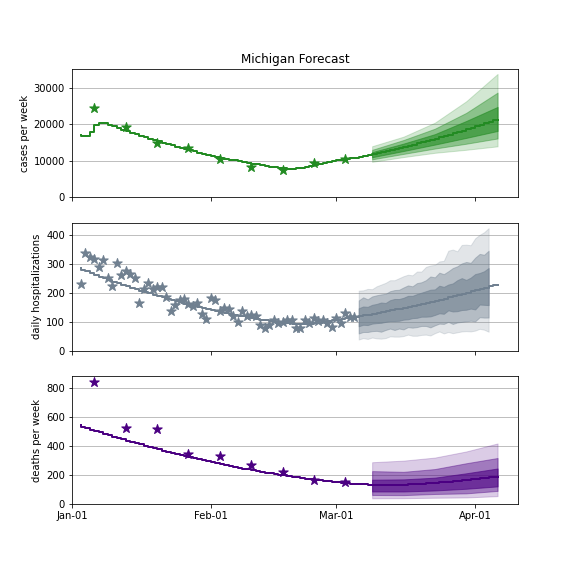 Michigan Forecast
cases per week
30000
20000
10000
0
daily hospitalizations
400
300
200
100
0
deaths per week
800
600
400
200
0
Jan-01 Feb-01 Mar-01 Apr-01